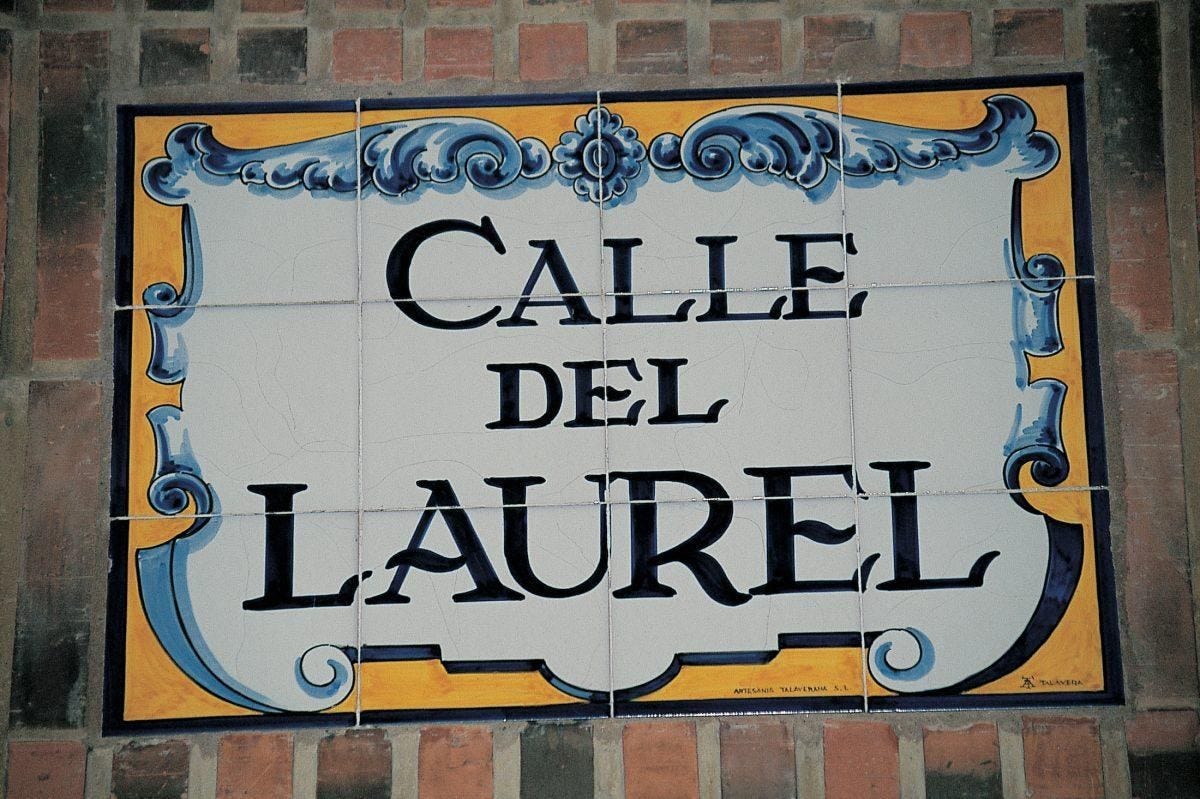 CALLE
DEL
LAUREL
ARTESANIA TALAVERANA S.L.
TALAVERA